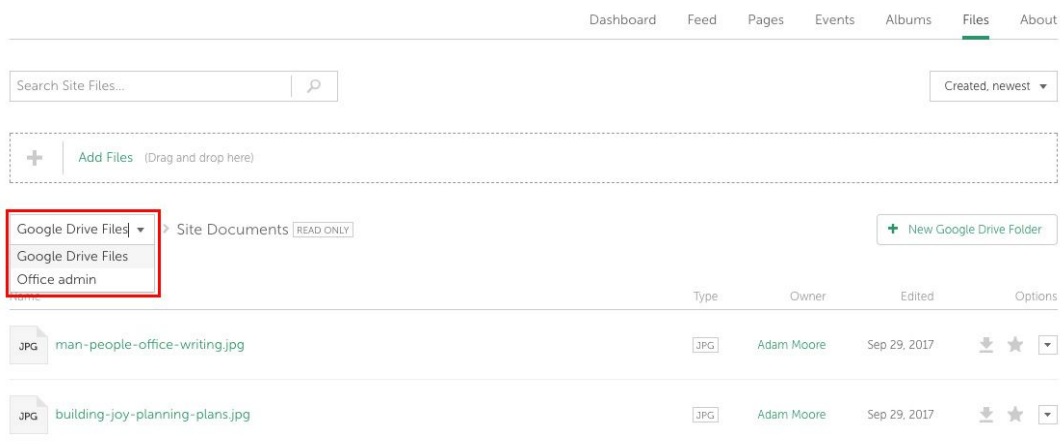 Dashboard Feed Pages Events Albums Files About
Search Site Files...
Created, newest
Add Files (Drag and drop here)
Google Drive Files Site Documents READ ONLY
New Google Drive Folder
Google Drive Files
Office admin
Name Type Owner Edited Options
JPG man-people-office-writing.jpg JPG Adam Moore Sep 29, 2017
JPG building-joy-planning-plans.jpg JPG Adam Moore Sep 29, 2017